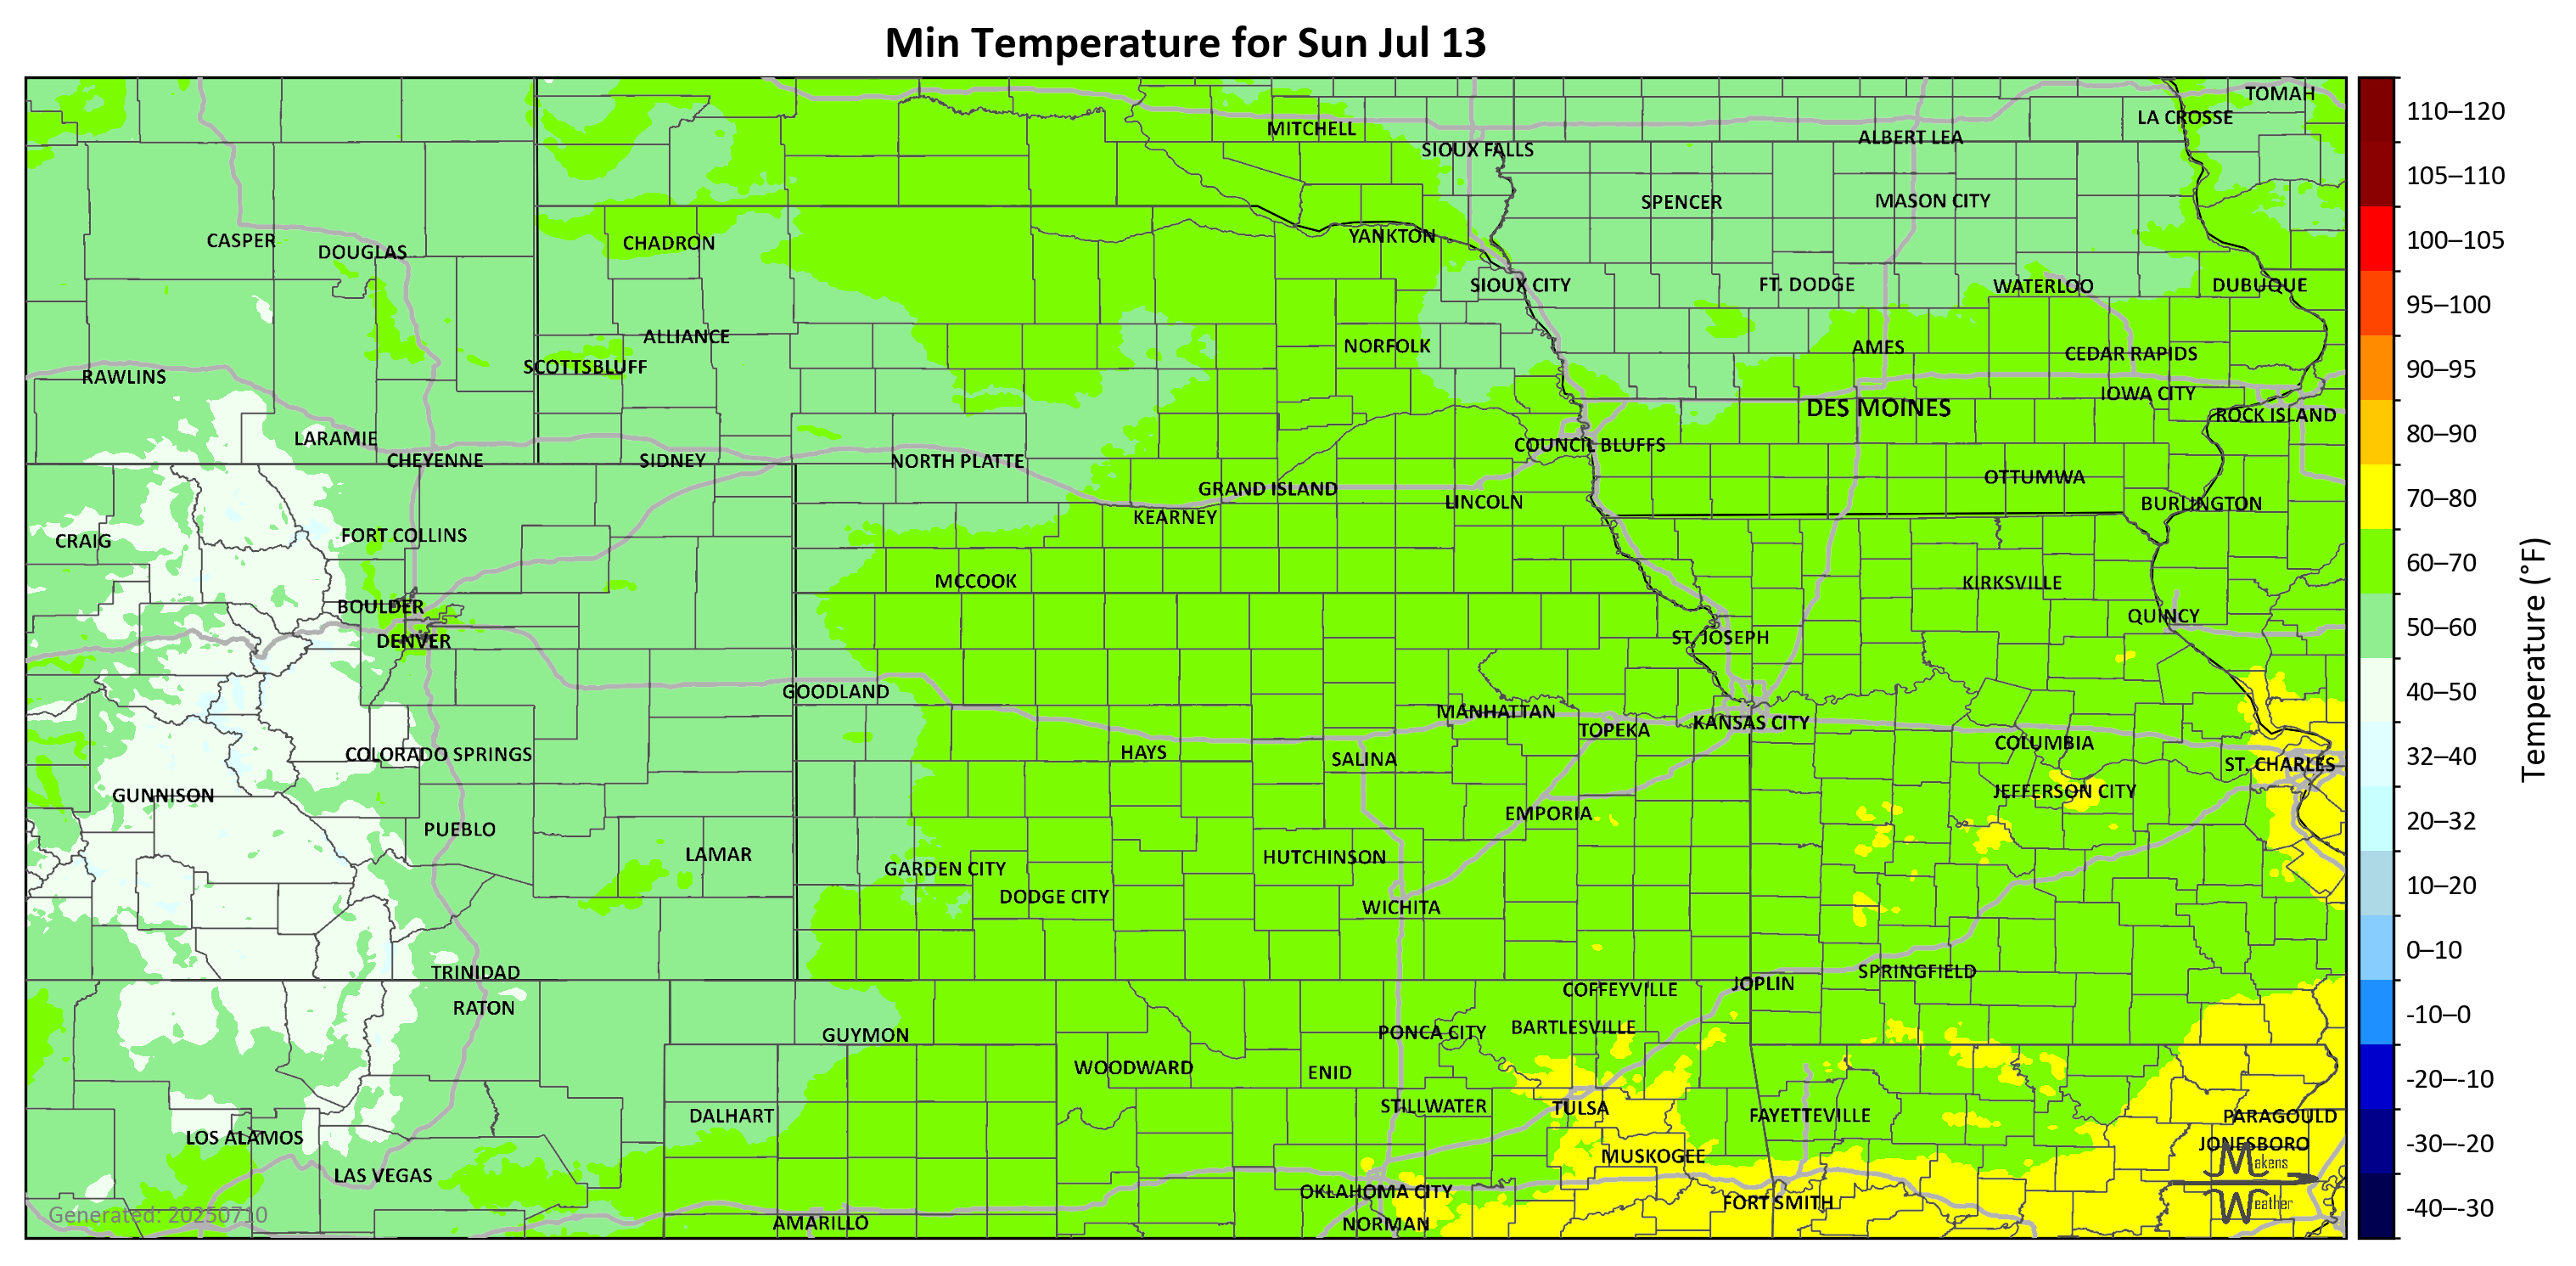 Min Temperature for Sun Jul 13
TOMAH
LA CROSSE
MITCHELL
ALBERT LEA
SIOUX FALLS
SPENCER
MASON CITY
CASPER
DOUGLAS
CHADRON
YANKTON
SIOUX CITY
FT. DODGE
WATERLOO
DUBUQUE
ALLIANCE
NORFOLK
AMES
CEDAR RAPIDS
SCOTTSBLUFF
RAWLINS
IOWA CITY
DES MOINES
ROCK ISLAND
LARAMIE
COUNCIL BLUFFS
CHEYENNE
SIDNEY
NORTH PLATTE
OTTUMWA
GRAND ISLAND
LINCOLN
BURLINGTON
KEARNEY
FORT COLLINS
CRAIG
MCCOOK
KIRKSVILLE
BOULDER
QUINCY
DENVER
ST. JOSEPH
GOODLAND
MANHATTAN
KANSAS CITY
TOPEKA
COLUMBIA
COLORADO SPRINGS
HAYS
SALINA
ST. CHARLES
GUNNISON
JEFFERSON CITY
EMPORIA
PUEBLO
LAMAR
HUTCHINSON
GARDEN CITY
DODGE CITY
WICHITA
TRINIDAD
SPRINGFIELD
JOPLIN
COFFEYVILLE
RATON
GUYMON
PONCA CITY
BARTLESVILLE
WOODWARD
ENID
STILLWATER
TULSA
DALHART
FAYETTEVILLE
PARAGOULD
LOS ALAMOS
JONESBORO
MUSKOGEE
LAS VEGAS
OKLAHOMA CITY
FORT SMITH
AMARILLO
NORMAN
Generated: 20250710
Makens
Weather
110–120
105–110
100–105
95–100
90–95
80–90
70–80
60–70
50–60
40–50
32–40
20–32
10–20
0–10
-10–0
-20–-10
-30–-20
-40–-30
Temperature (°F)